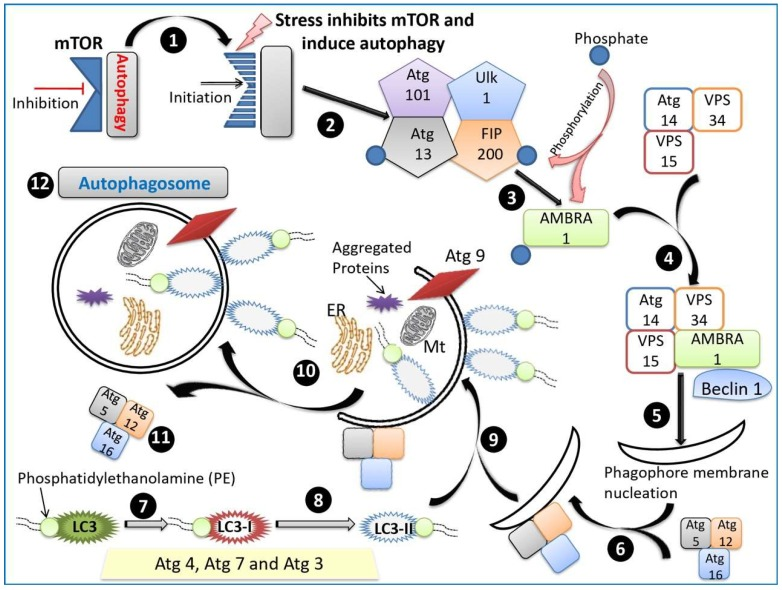 mTOR
Autophagy
Inhibition
1
Stress inhibits mTOR and
induce autophagy
Initiation
2
Atg
101
Ulk
1
Atg
13
FIP
200
Phosphate
Phosphorylation
3
AMBRA
1
Atg
14
VPS
34
VPS
15
4
Atg
14
VPS
34
VPS
15
AMBRA
1
Beclin 1
5
Phagophore membrane
nucleation
Atg
5
Atg
12
Atg
16
6
Phosphatidylethanolamine (PE)
LC3
7
LC3-I
8
LC3-II
Atg 4, Atg 7 and Atg 3
9
Aggregated
Proteins
Atg 9
ER
Mt
10
Atg
5
Atg
12
Atg
16
11
12
Autophagosome